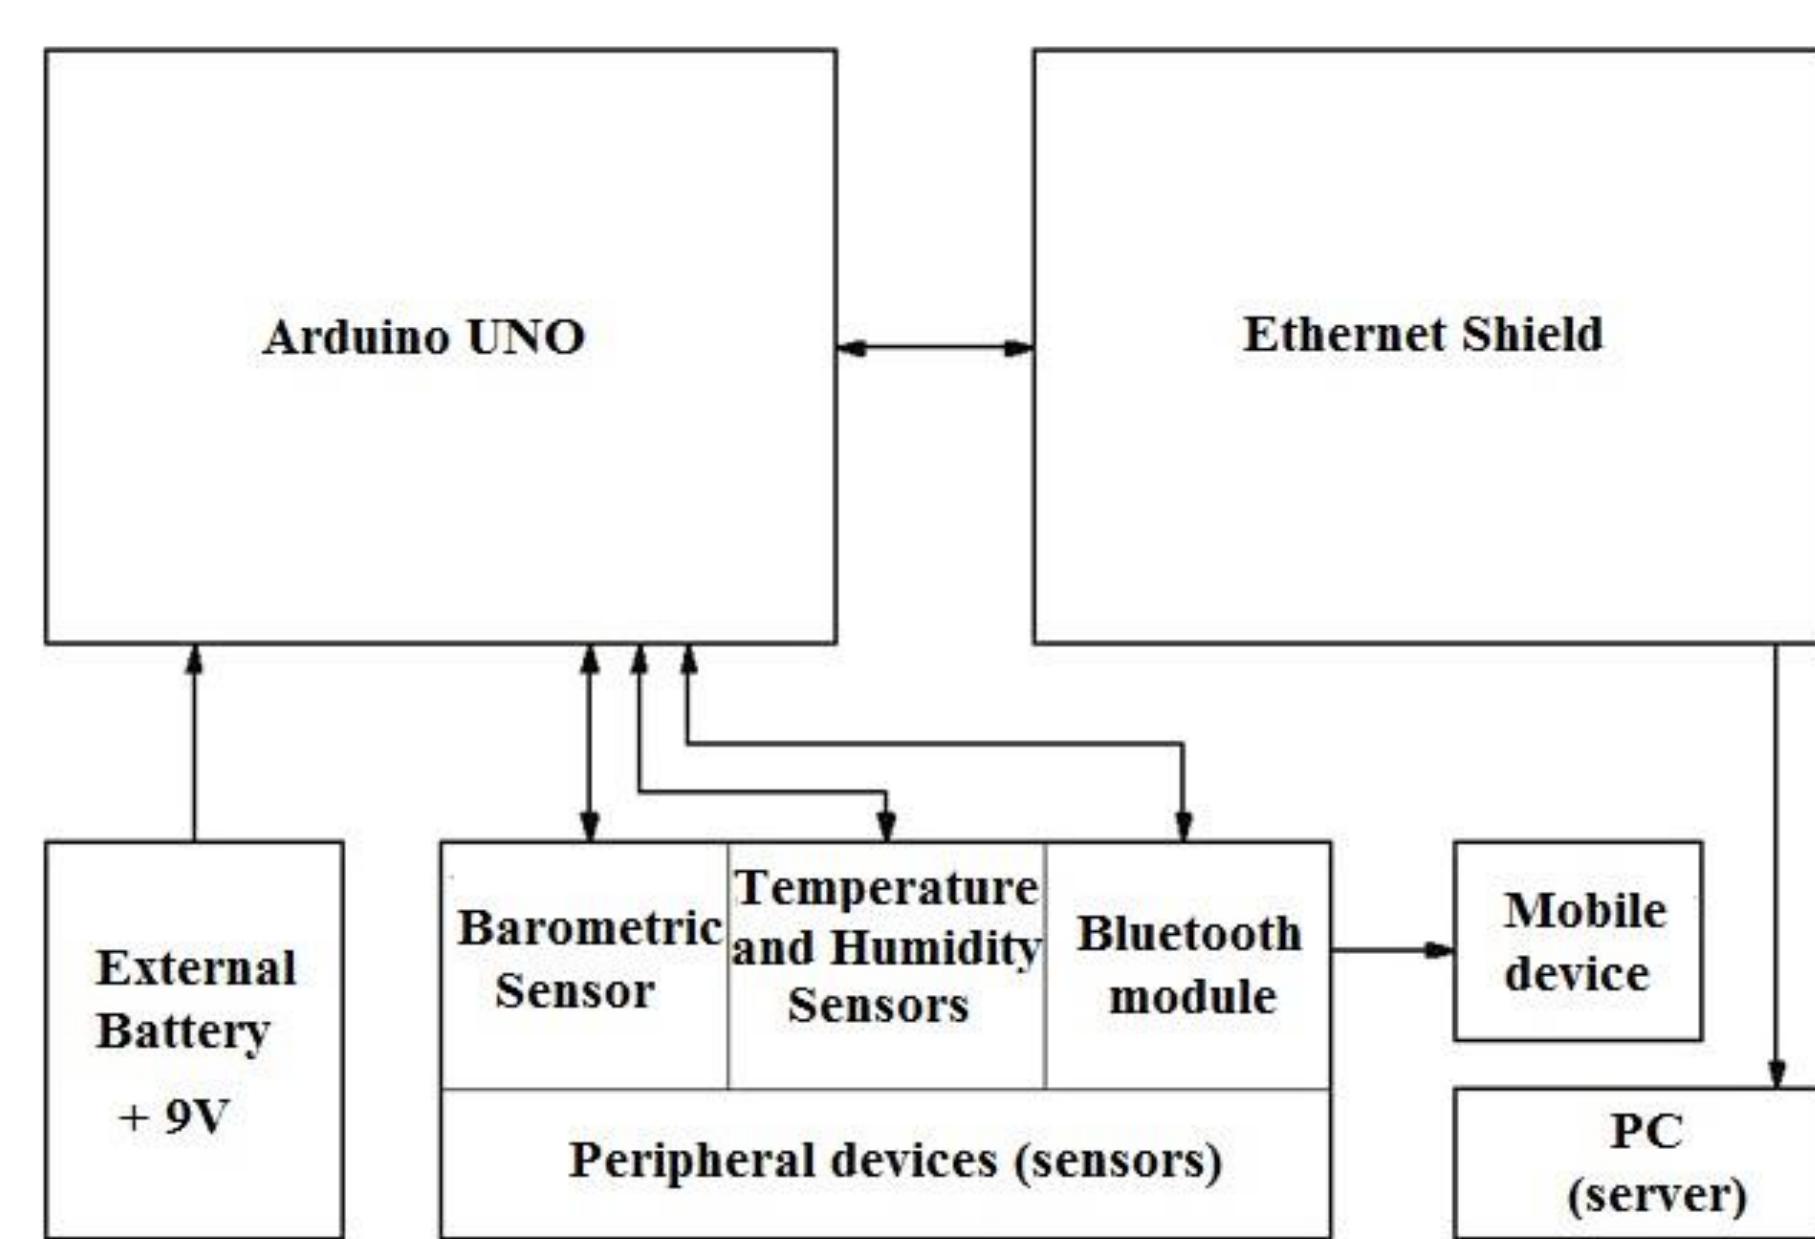 Arduino UNO
Ethernet Shield
External
Battery
+ 9V
Barometric
Sensor
Temperature
and Humidity
Sensors
Bluetooth
module
Peripheral devices (sensors)
Mobile
device
PC
(server)